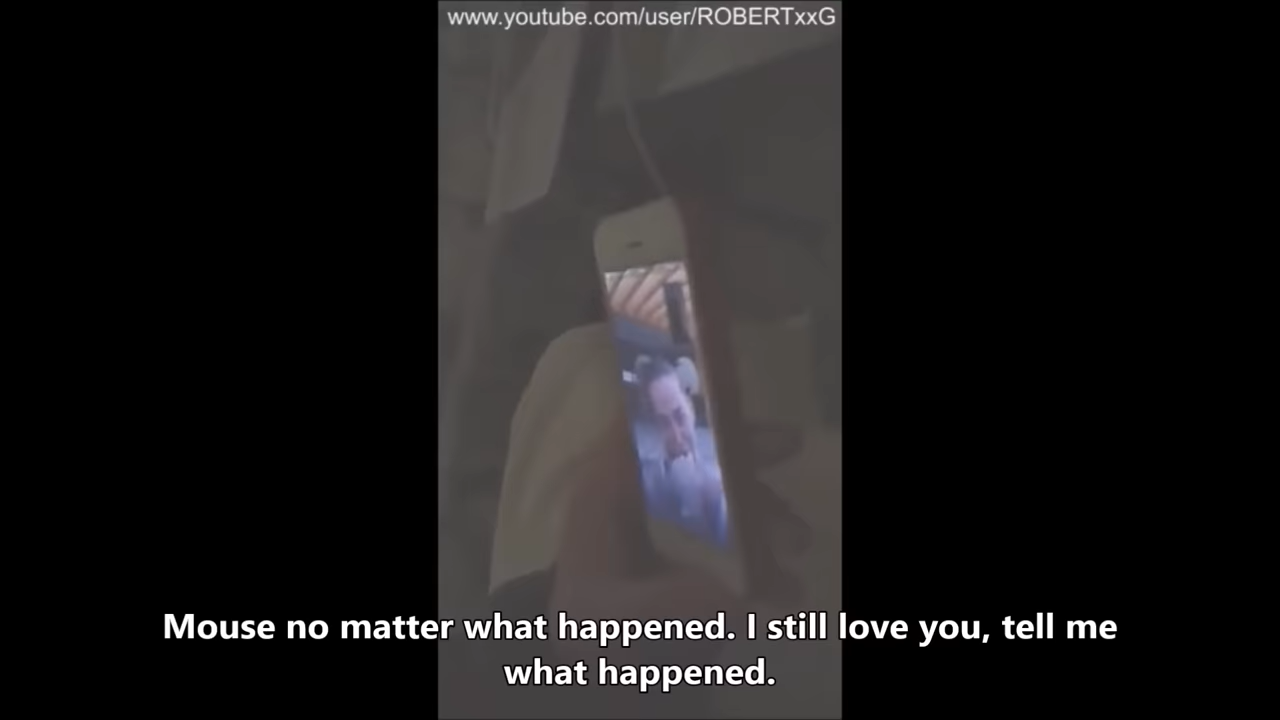 www.youtube.com/user/ROBERTxxG
Mouse no matter what happened. I still love you, tell me
what happened.